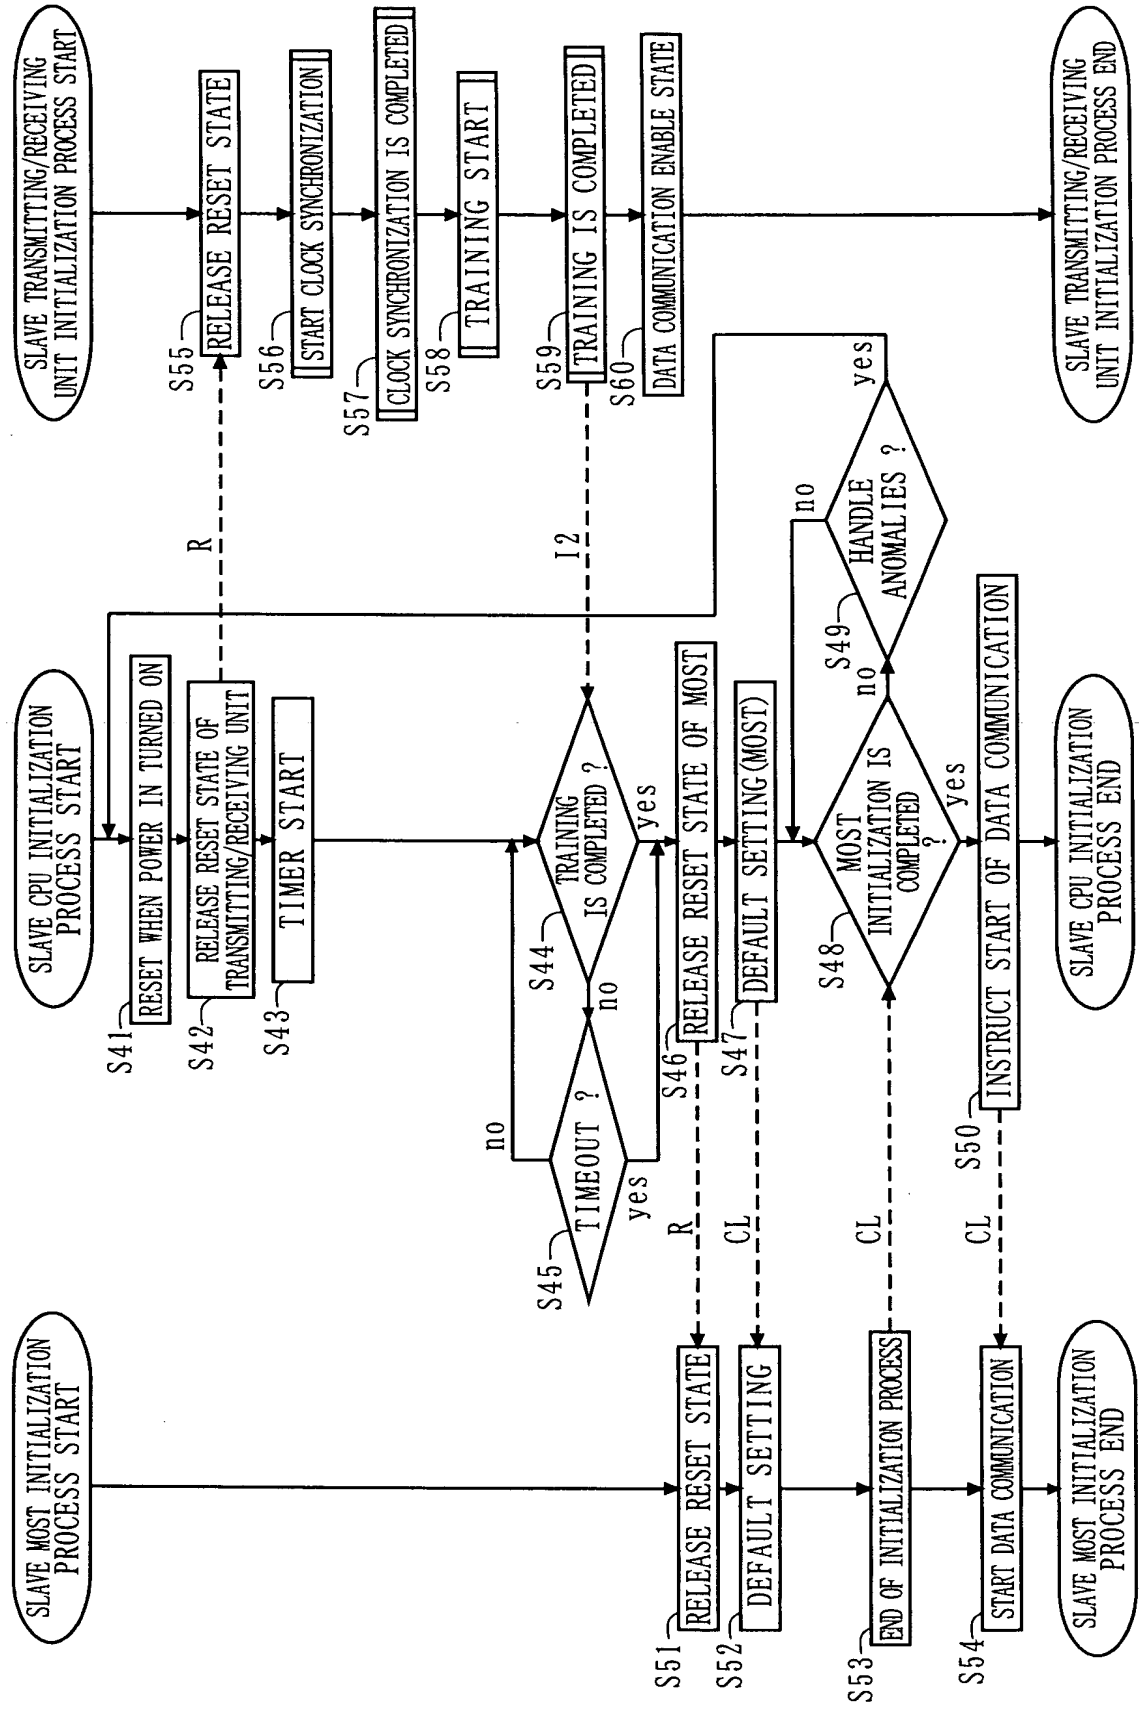 SLAVE MOST INITIALIZATION
PROCESS START
S51
RELEASE RESET STATE
S52
DEFAULT SETTING
S53
END OF INITIALIZATION PROCESS
S54
START DATA COMMUNICATION
SLAVE MOST INITIALIZATION
PROCESS END
R
CL
CL
CL
SLAVE CPU INITIALIZATION
PROCESS START
S41
RESET WHEN POWER IN TURNED ON
S42
RELEASE RESET STATE OF
TRANSMITTING/RECEIVING UNIT
S43
TIMER START
S44
TRAINING
IS COMPLETED ?
no
yes
S45
TIMEOUT ?
no
yes
S46
RELEASE RESET STATE OF MOST
S47
DEFAULT SETTING(MOST)
S48
MOST
INITIALIZATION IS
COMPLETED
?
no
yes
S49
HANDLE
ANOMALIES ?
no
yes
S50
INSTRUCT START OF DATA COMMUNICATION
SLAVE CPU INITIALIZATION
PROCESS END
R
I2
SLAVE TRANSMITTING/RECEIVING
UNIT INITIALIZATION PROCESS START
S55
RELEASE RESET STATE
S56
START CLOCK SYNCHRONIZATION
S57
CLOCK SYNCHRONIZATION IS COMPLETED
S58
TRAINING START
S59
TRAINING IS COMPLETED
S60
DATA COMMUNICATION ENABLE STATE
SLAVE TRANSMITTING/RECEIVING
UNIT INITIALIZATION PROCESS END